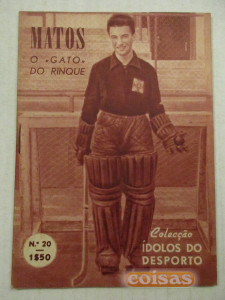 MATOS
O «GATO»
DO RINQUE
N.º 20
1$50
Colecção
ÍDOLOS DO
DESPORTO
coisas